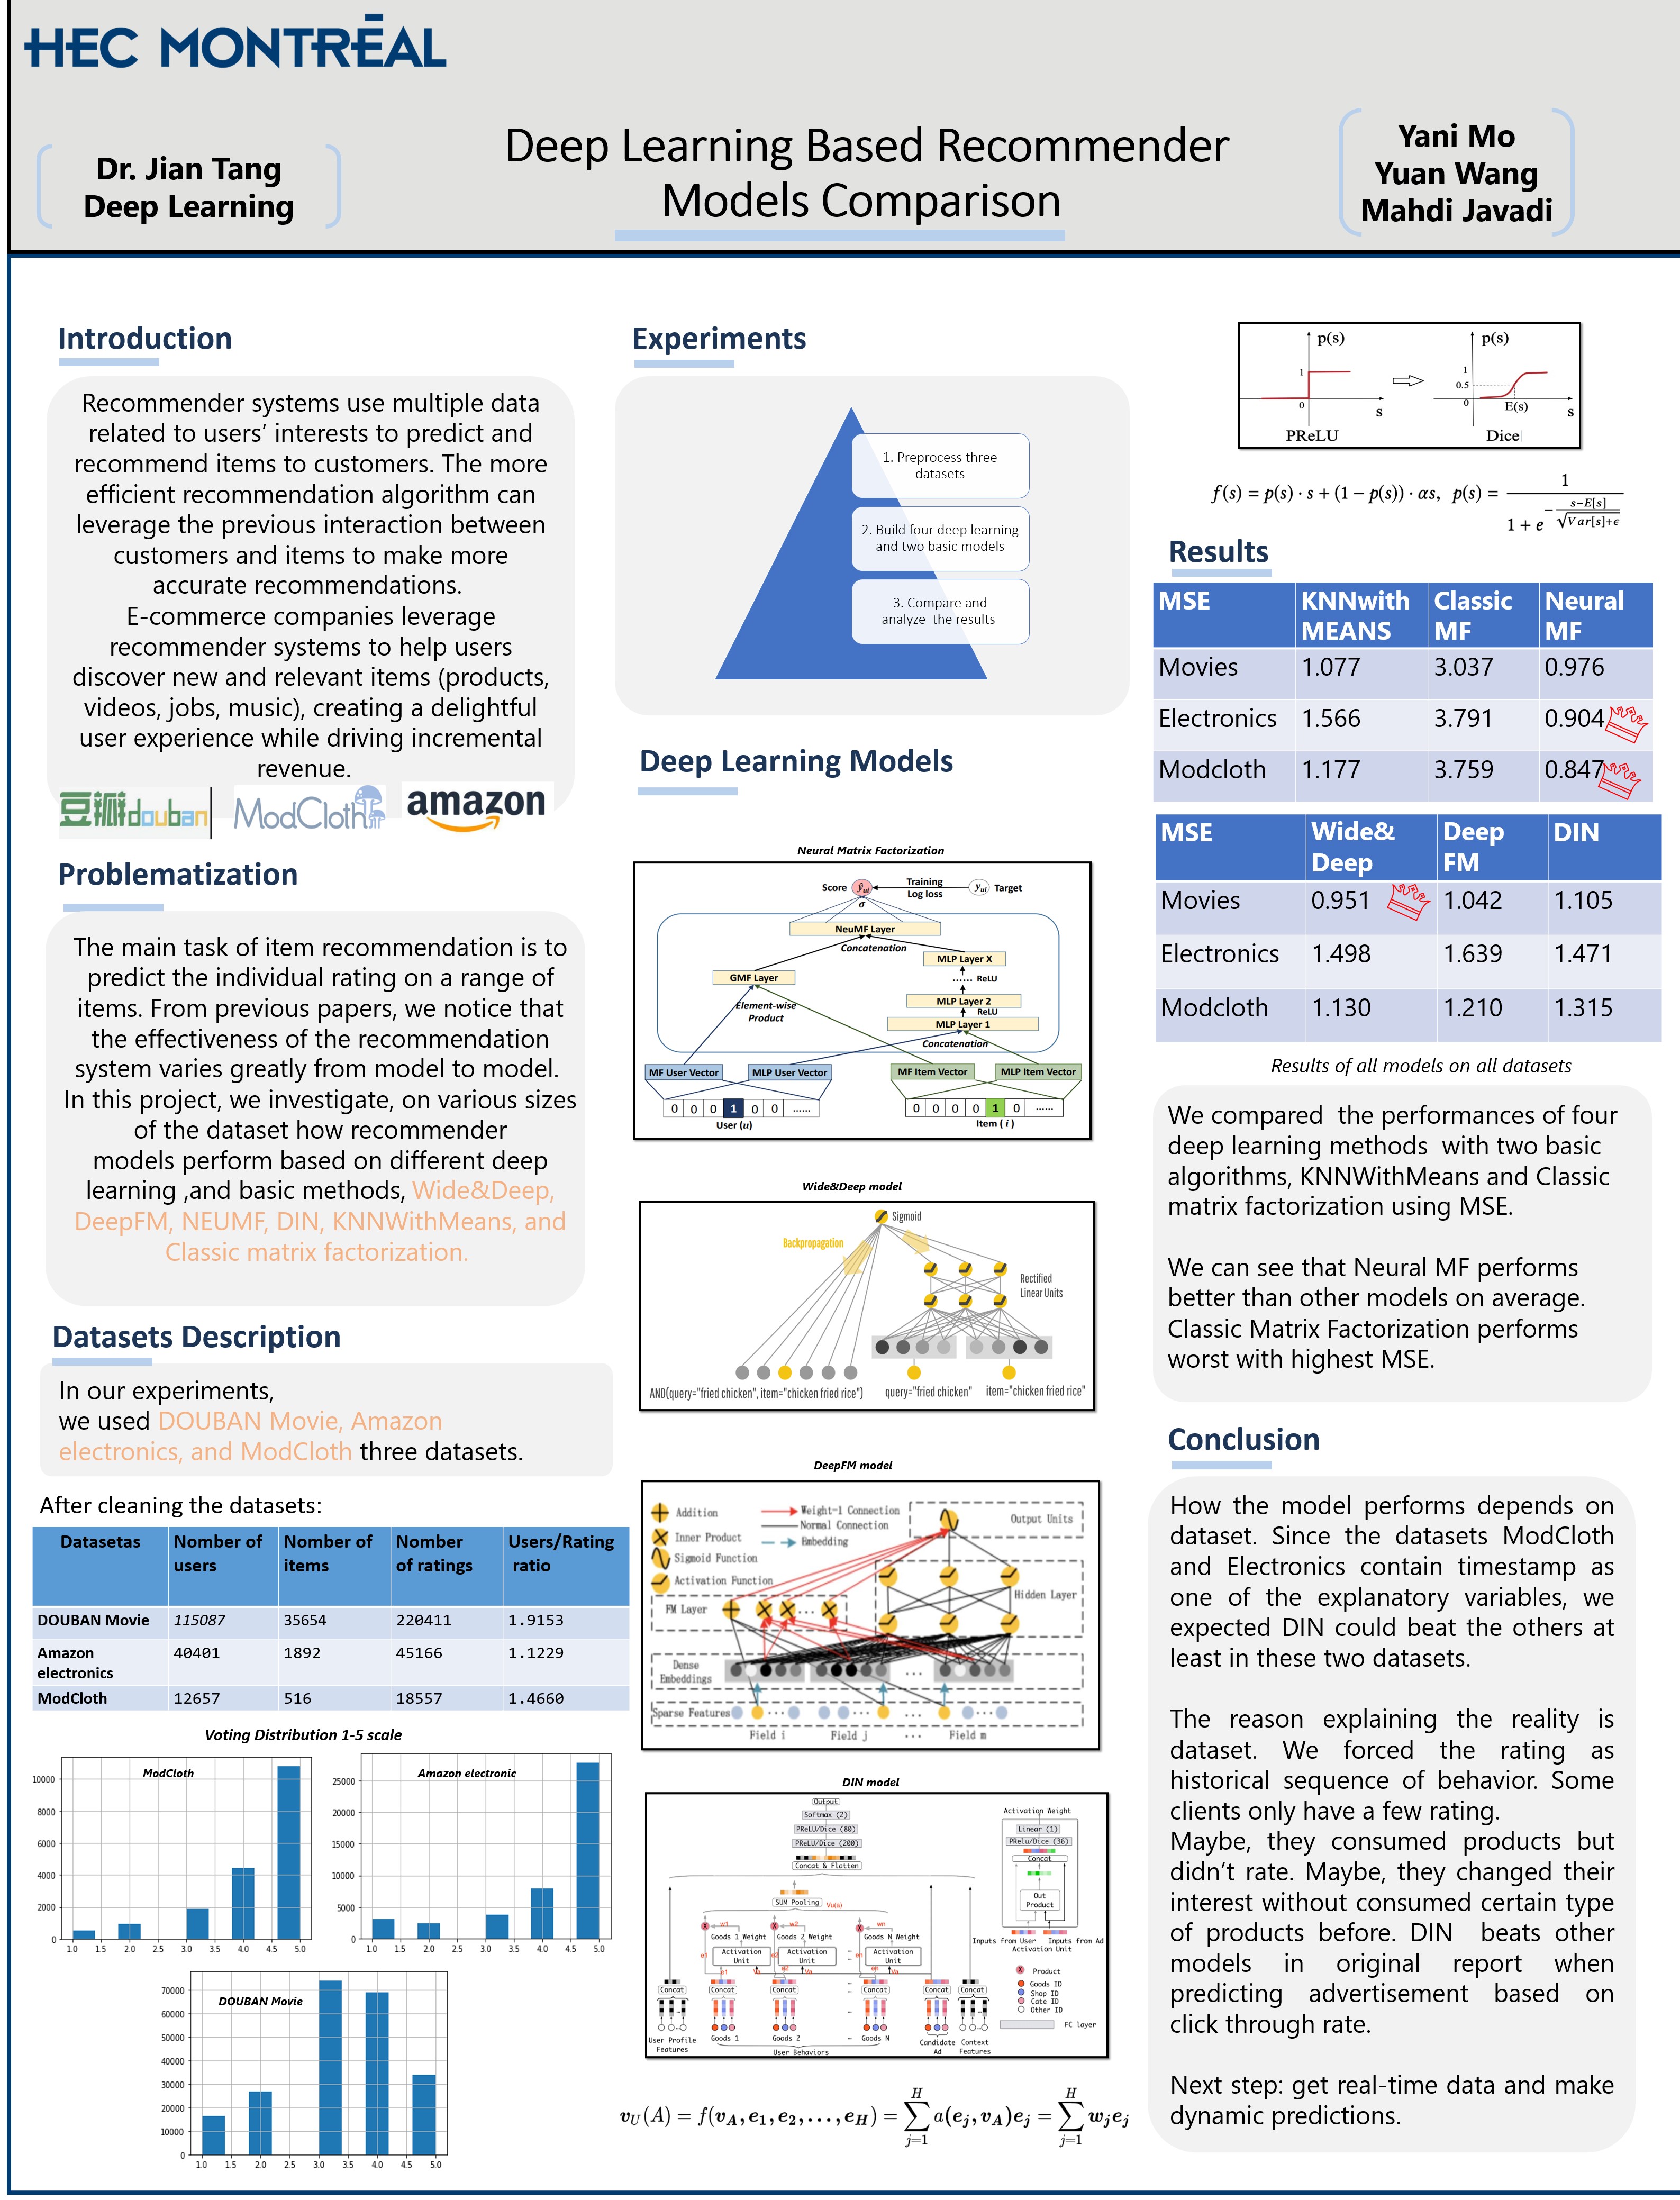 HEC MONTRÉAL
Dr. Jian Tang
Deep Learning
Deep Learning Based Recommender
Models Comparison
Yani Mo
Yuan Wang
Mahdi Javadi
Introduction
Recommender systems use multiple data
related to users’ interests to predict and
recommend items to customers. The more
efficient recommendation algorithm can
leverage the previous interaction between
customers and items to make more
accurate recommendations.
E-commerce companies leverage
recommender systems to help users
discover new and relevant items (products,
videos, jobs, music), creating a delightful
user experience while driving incremental
revenue.
豆瓣douban
ModCloth
amazon
Problematization
The main task of item recommendation is to
predict the individual rating on a range of
items. From previous papers, we notice that
the effectiveness of the recommendation
system varies greatly from model to model.
In this project, we investigate, on various sizes
of the dataset how recommender
models perform based on different deep
learning ,and basic methods, Wide&Deep,
DeepFM, NEUMF, DIN, KNNWithMeans, and
Classic matrix factorization.
Datasets Description
In our experiments,
we used DOUBAN Movie, Amazon
electronics, and ModCloth three datasets.
After cleaning the datasets:
Datasetas Nomber of users Nomber of items Nomber of ratings Users/Rating ratio
DOUBAN Movie 115087 35654 220411 1.9153
Amazon electronics 40401 1892 45166 1.1229
ModCloth 12657 516 18557 1.4660
Voting Distribution 1-5 scale
ModCloth
10000
8000
6000
4000
2000
0
1.0 1.5 2.0 2.5 3.0 3.5 4.0 4.5 5.0
Amazon electronic
25000
20000
15000
10000
5000
0
1.0 1.5 2.0 2.5 3.0 3.5 4.0 4.5 5.0
DOUBAN Movie
70000
60000
50000
40000
30000
20000
10000
0
1.0 1.5 2.0 2.5 3.0 3.5 4.0 4.5 5.0
Experiments
1. Preprocess three
datasets
2. Build four deep learning
and two basic models
3. Compare and
analyze the results
Deep Learning Models
Neural Matrix Factorization
Score ŷui Training Log loss yui Target
σ
NeuMF Layer
Concatenation
MLP Layer X
GMF Layer
...... ReLU
Element-wise
Product
MLP Layer 2
ReLU
MLP Layer 1
Concatenation
MF User Vector MLP User Vector MF Item Vector MLP Item Vector
0 0 0 1 0 0 ......
0 0 0 0 1 0 ......
User (u)
Item ( i )
Wide&Deep model
Sigmoid
Backpropagation
Rectified
Linear Units
AND(query="fried chicken", item="chicken fried rice") query="fried chicken" item="chicken fried rice"
DeepFM model
Addition
Inner Product
Sigmoid Function
Activation Function
Weight-1 Connection
Normal Connection
Embedding
Output Units
Hidden Layer
FM Layer
Dense
Embeddings
Sparse Features
Field i Field j ... Field m
DIN model
Output
Softmax (2)
PReLU/Dice (80)
PReLU/Dice (200)
Concat & Flatten
SUM Pooling Vu(a)
w1 w2 wn
Goods 1 Weight Goods 2 Weight Goods N Weight
Activation
Unit
Activation
Unit
Activation
Unit
Concat Concat Concat Concat Concat Concat
Goods 1 Goods 2 Goods N
User Profile
Features
User Behaviors
Candidate
Ad
Context
Features
Activation Weight
Linear (1)
PRelu/Dice (36)
Concat
Out
Product
Inputs from User Inputs from Ad
Activation Unit
Product
Goods ID
Shop ID
Cate ID
Other ID
FC layer
v_U(A) = f(v_A, e_1, e_2, . . . , e_H) = ∑_{j=1}^{H} a(e_j, v_A)e_j = ∑_{j=1}^{H} w_j e_j
p(s)
1
0
s
PReLU
p(s)
1
0.5
0
E(s)
s
Dice
f(s) = p(s) · s + (1 − p(s)) · αs, p(s) = 1 / (1 + e^{−(s−E[s]) / √(Var[s]+ϵ)})
Results
MSE KNNwith MEANS Classic MF Neural MF
Movies 1.077 3.037 0.976
Electronics 1.566 3.791 0.904
Modcloth 1.177 3.759 0.847
MSE Wide& Deep Deep FM DIN
Movies 0.951 1.042 1.105
Electronics 1.498 1.639 1.471
Modcloth 1.130 1.210 1.315
Results of all models on all datasets
We compared the performances of four
deep learning methods with two basic
algorithms, KNNWithMeans and Classic
matrix factorization using MSE.
We can see that Neural MF performs
better than other models on average.
Classic Matrix Factorization performs
worst with highest MSE.
Conclusion
How the model performs depends on
dataset. Since the datasets ModCloth
and Electronics contain timestamp as
one of the explanatory variables, we
expected DIN could beat the others at
least in these two datasets.
The reason explaining the reality is
dataset. We forced the rating as
historical sequence of behavior. Some
clients only have a few rating.
Maybe, they consumed products but
didn’t rate. Maybe, they changed their
interest without consumed certain type
of products before. DIN beats other
models in original report when
predicting advertisement based on
click through rate.
Next step: get real-time data and make
dynamic predictions.